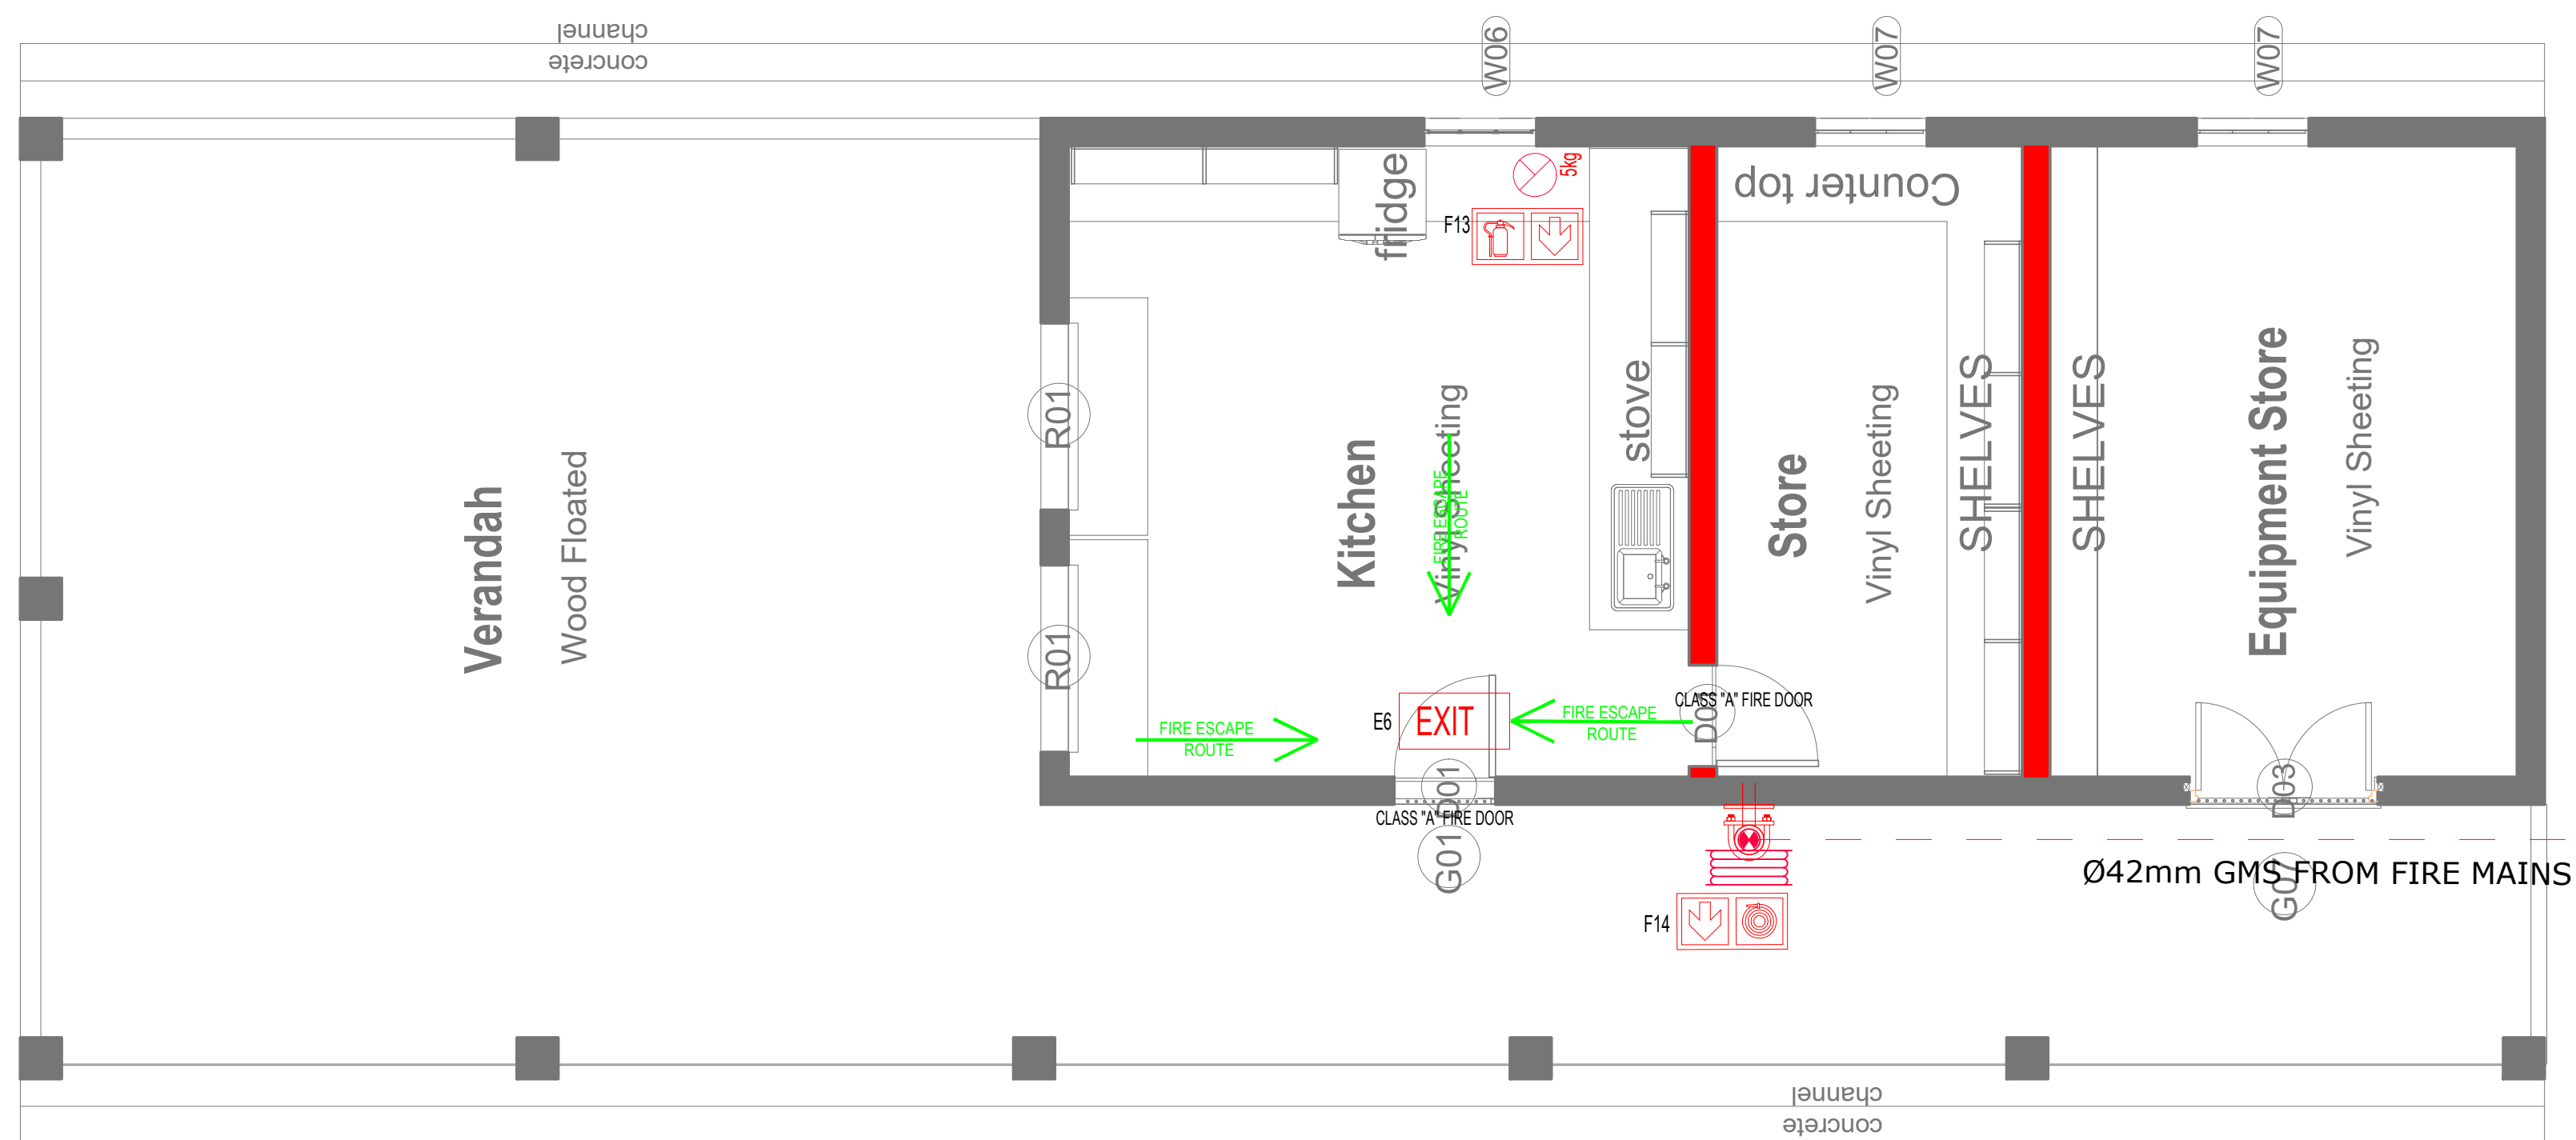 channel
concrete
W06
W07
W07
fridge
5kg
F13
Counter top
R01
R01
Verandah
Wood Floated
Kitchen
Vinyl Sheeting
FIRE ESCAPE
ROUTE
stove
Store
Vinyl Sheeting
SHELVES
SHELVES
Equipment Store
Vinyl Sheeting
FIRE ESCAPE
ROUTE
E6
EXIT
FIRE ESCAPE
ROUTE
CLASS "A" FIRE DOOR
D01
CLASS "A" FIRE DOOR
G01
D03
G07
Ø42mm GMS FROM FIRE MAINS
F14
channel
concrete